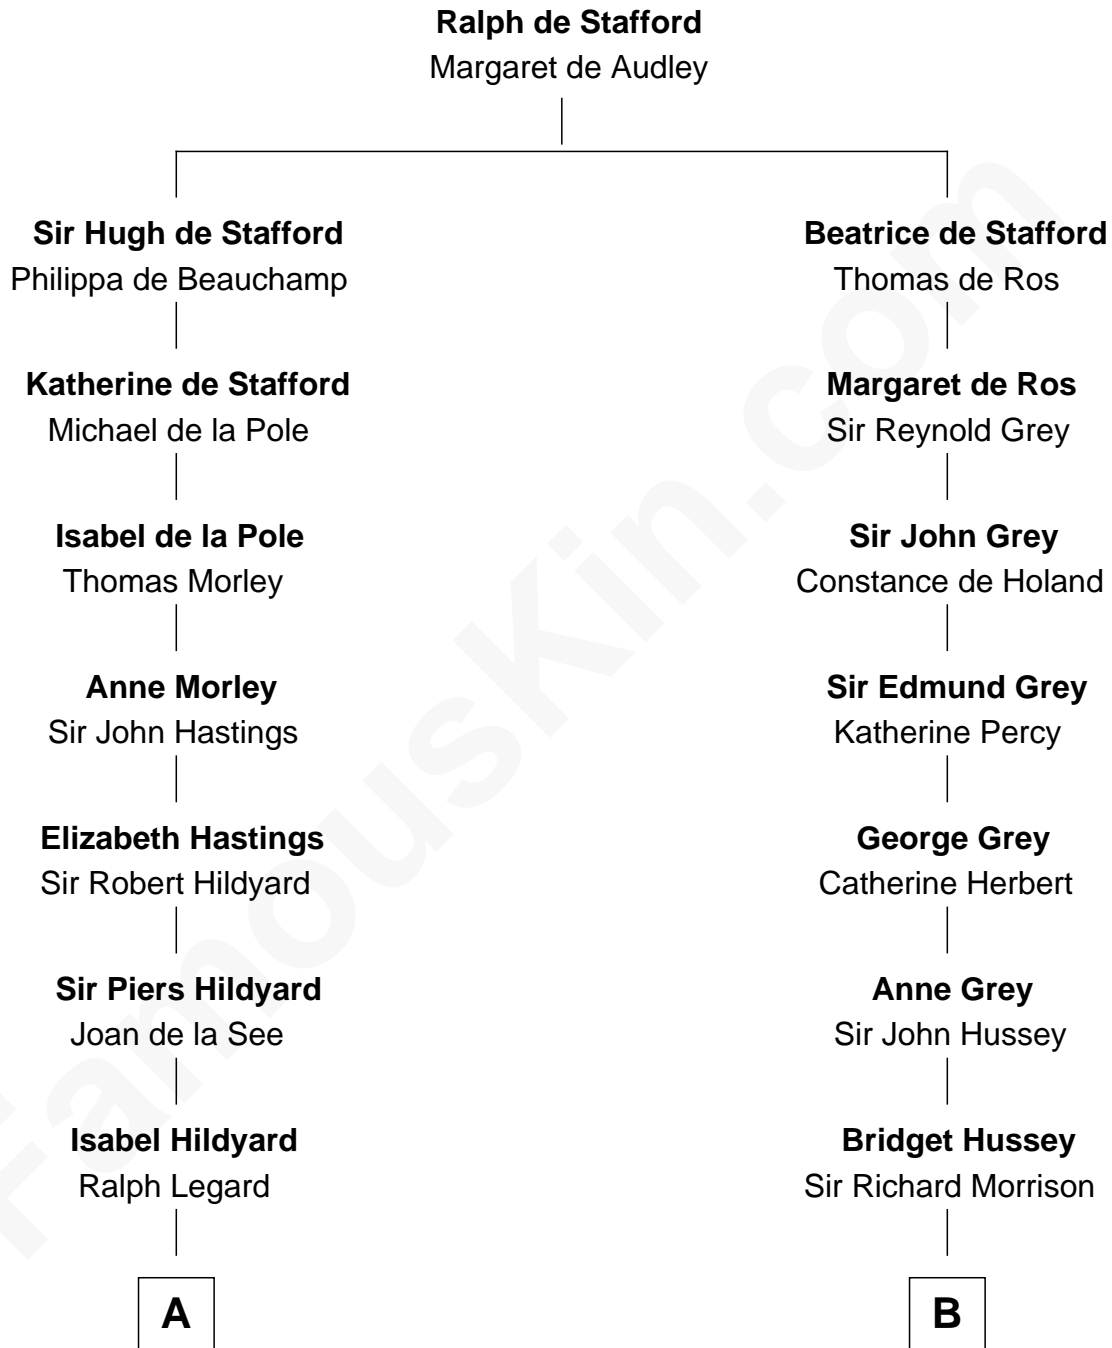 Ralph de Stafford
Margaret de Audley
Sir Hugh de Stafford
Philippa de Beauchamp
Beatrice de Stafford
Thomas de Ros
Katherine de Stafford
Michael de la Pole
Margaret de Ros
Sir Reynold Grey
Isabel de la Pole
Thomas Morley
Sir John Grey
Constance de Holand
Anne Morley
Sir John Hastings
Sir Edmund Grey
Katherine Percy
Elizabeth Hastings
Sir Robert Hildyard
George Grey
Catherine Herbert
Sir Piers Hildyard
Joan de la See
Anne Grey
Sir John Hussey
Isabel Hildyard
Ralph Legard
Bridget Hussey
Sir Richard Morrison
A
B
FamousKin.com